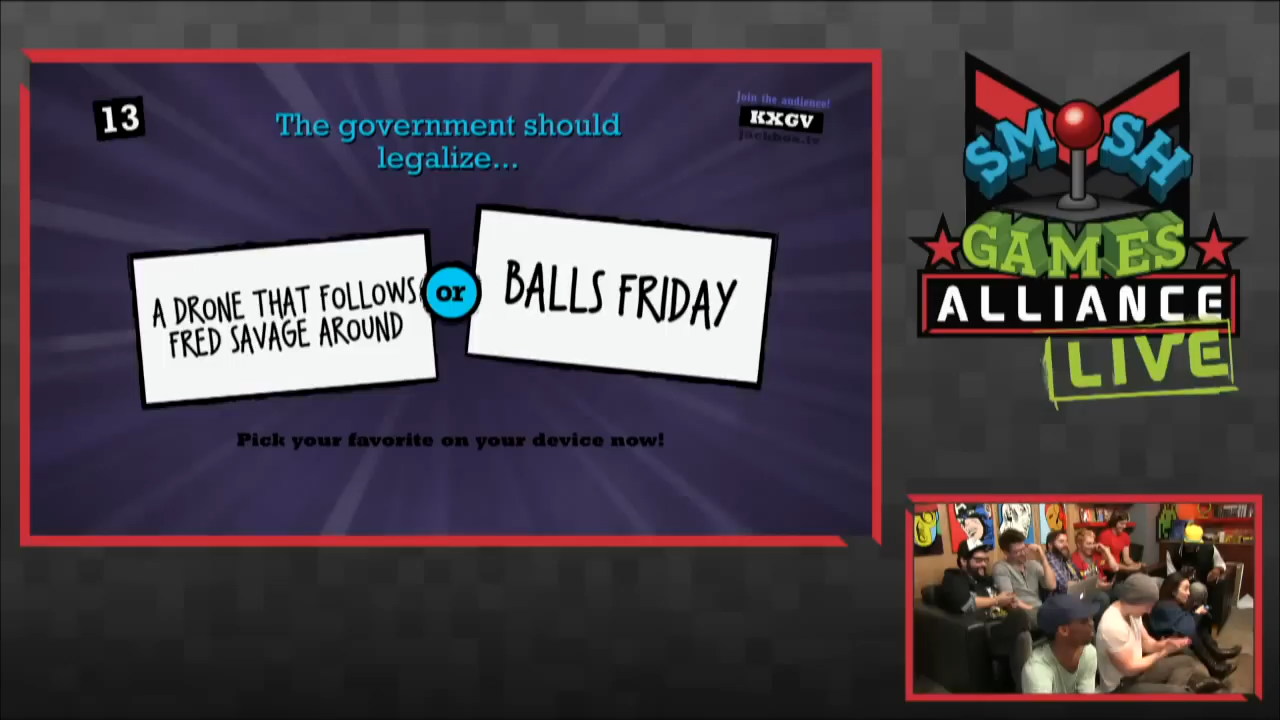 13
The government should
legalize...
Join the audience!
KXGV
jackbox.tv
A DRONE THAT FOLLOWS
FRED SAVAGE AROUND
or
BALLS FRIDAY
Pick your favorite on your device now!
SMOSH
GAMES
ALLIANCE
LIVE